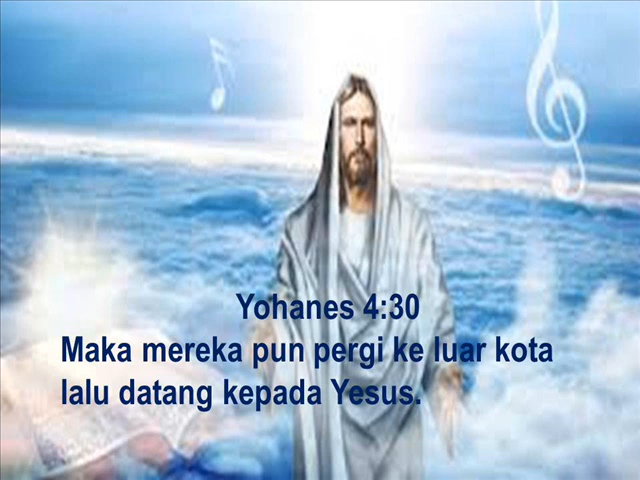 Yohanes 4:30
Maka mereka pun pergi ke luar kota
lalu datang kepada Yesus.